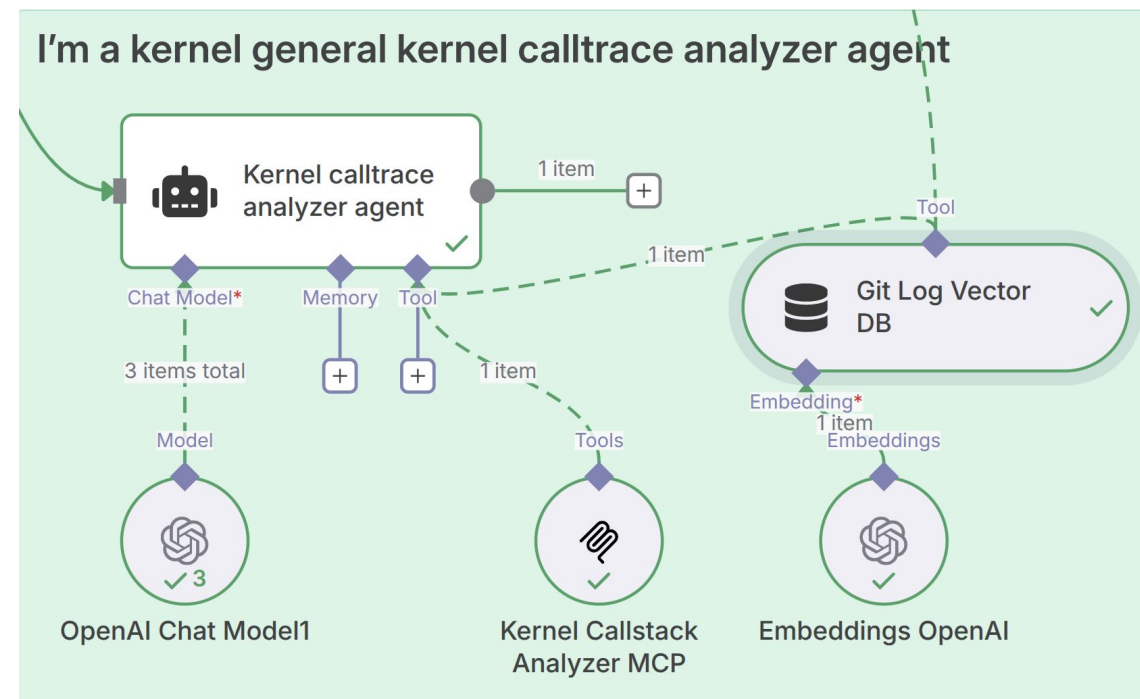 I’m a kernel general kernel calltrace analyzer agent
Kernel calltrace
analyzer agent
1 item
Tool
1 item
Git Log Vector
DB
Chat Model*
Memory
Tool
3 items total
1 item
Embedding*
1 item
Embeddings
Model
Tools
3
OpenAI Chat Model1
Kernel Callstack
Analyzer MCP
Embeddings OpenAI